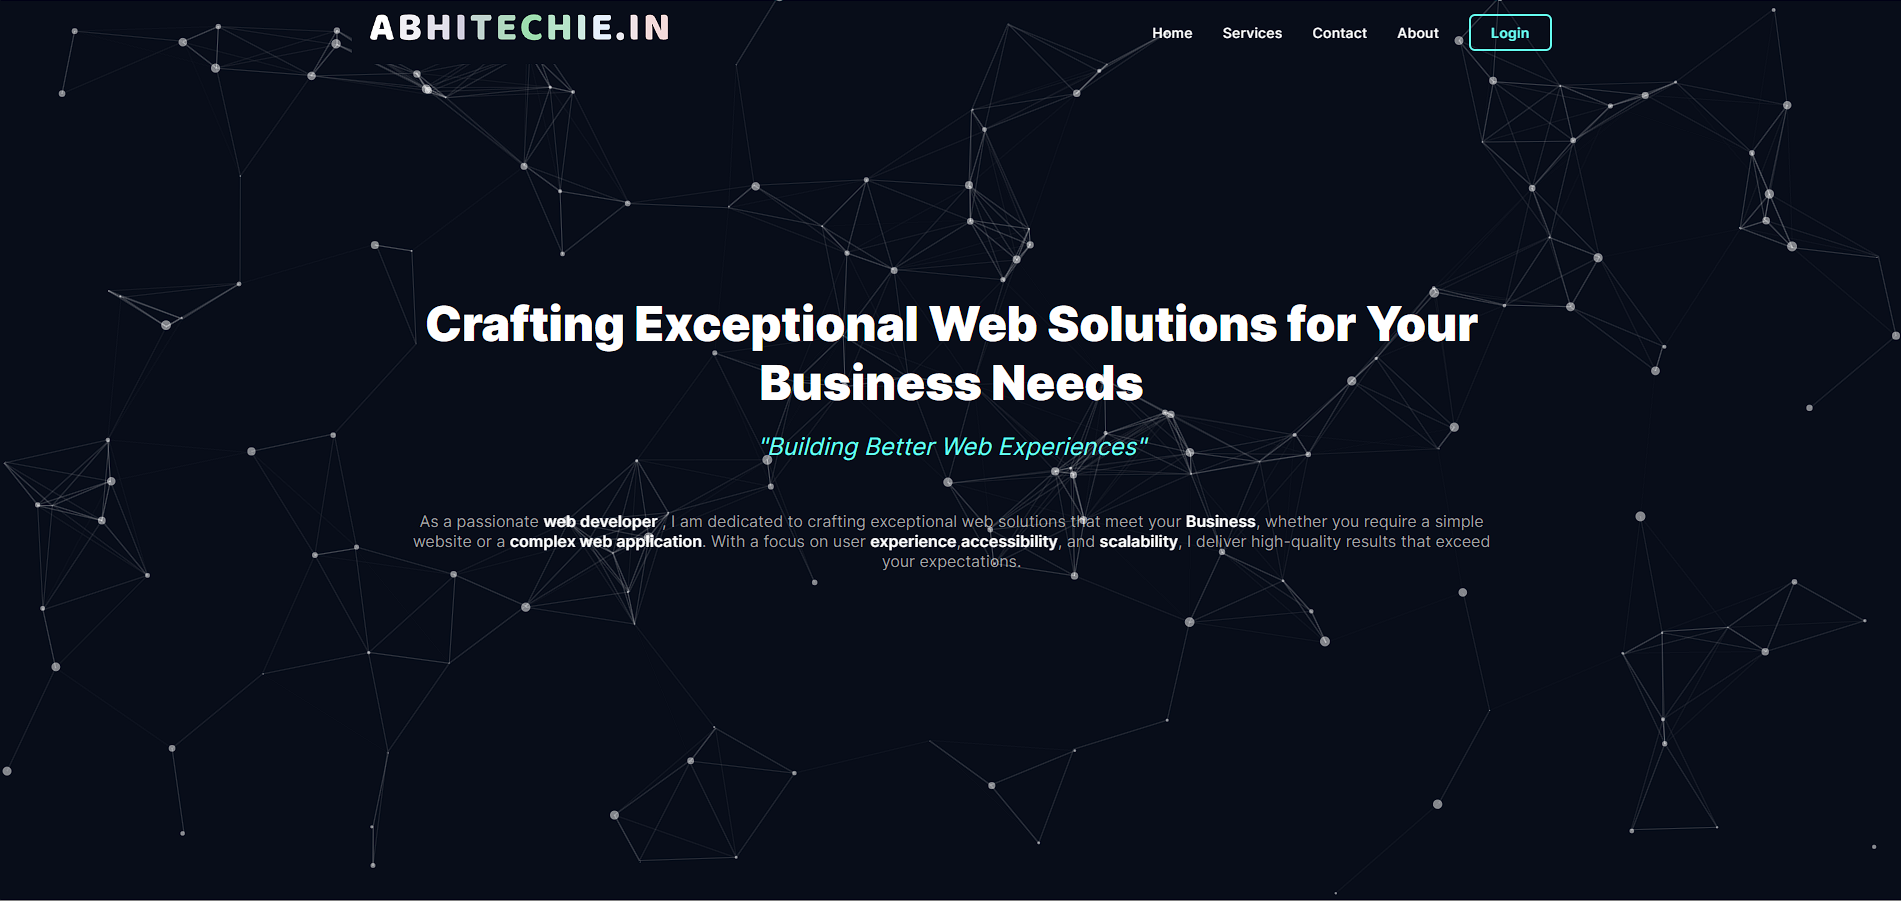 ABHITECHIE.IN
Home Services Contact About Login
Crafting Exceptional Web Solutions for Your
Business Needs
"Building Better Web Experiences"
As a passionate web developer , I am dedicated to crafting exceptional web solutions that meet your Business, whether you require a simple
website or a complex web application. With a focus on user experience,accessibility, and scalability, I deliver high-quality results that exceed
your expectations.